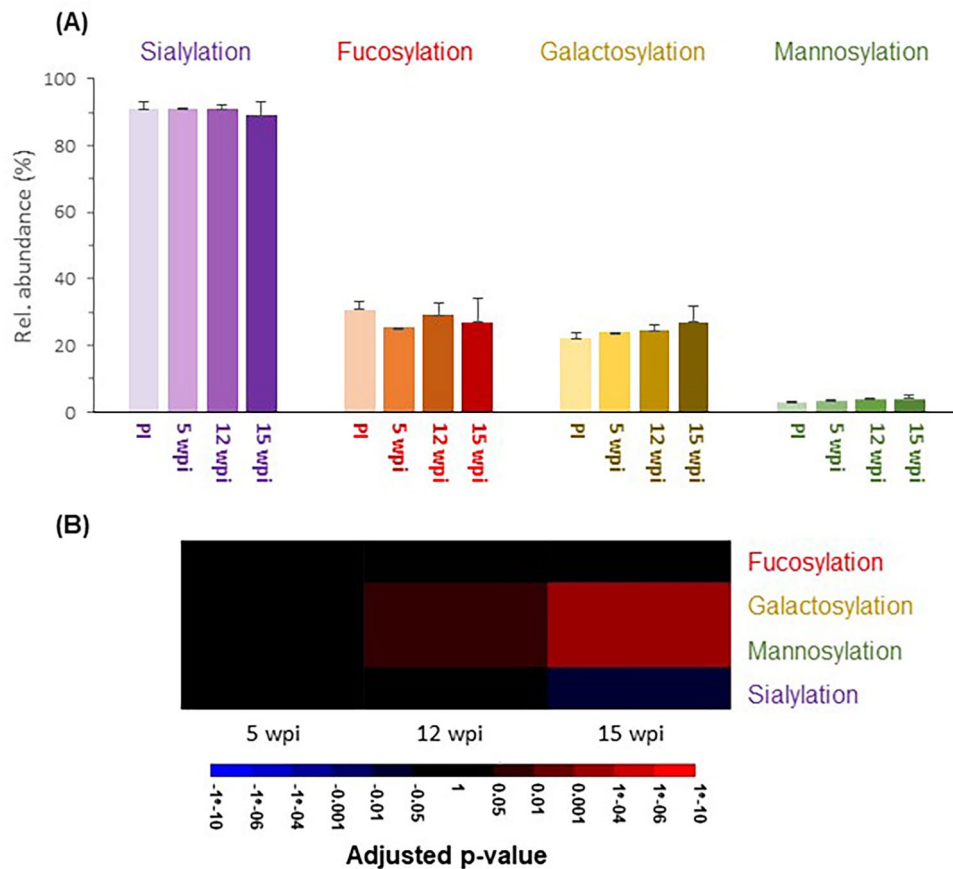 (A)
Sialylation Fucosylation Galactosylation Mannosylation
Rel. abundance (%)
100
80
60
40
20
0
PI 5 wpi 12 wpi 15 wpi PI 5 wpi 12 wpi 15 wpi PI 5 wpi 12 wpi 15 wpi PI 5 wpi 12 wpi 15 wpi
(B)
Fucosylation
Galactosylation
Mannosylation
Sialylation
5 wpi 12 wpi 15 wpi
-1*-10 -1*-06 -1*-04 -0.001 -0.01 -0.05 1 0.05 0.01 0.001 1*-04 1*-06 1*-10
Adjusted p-value